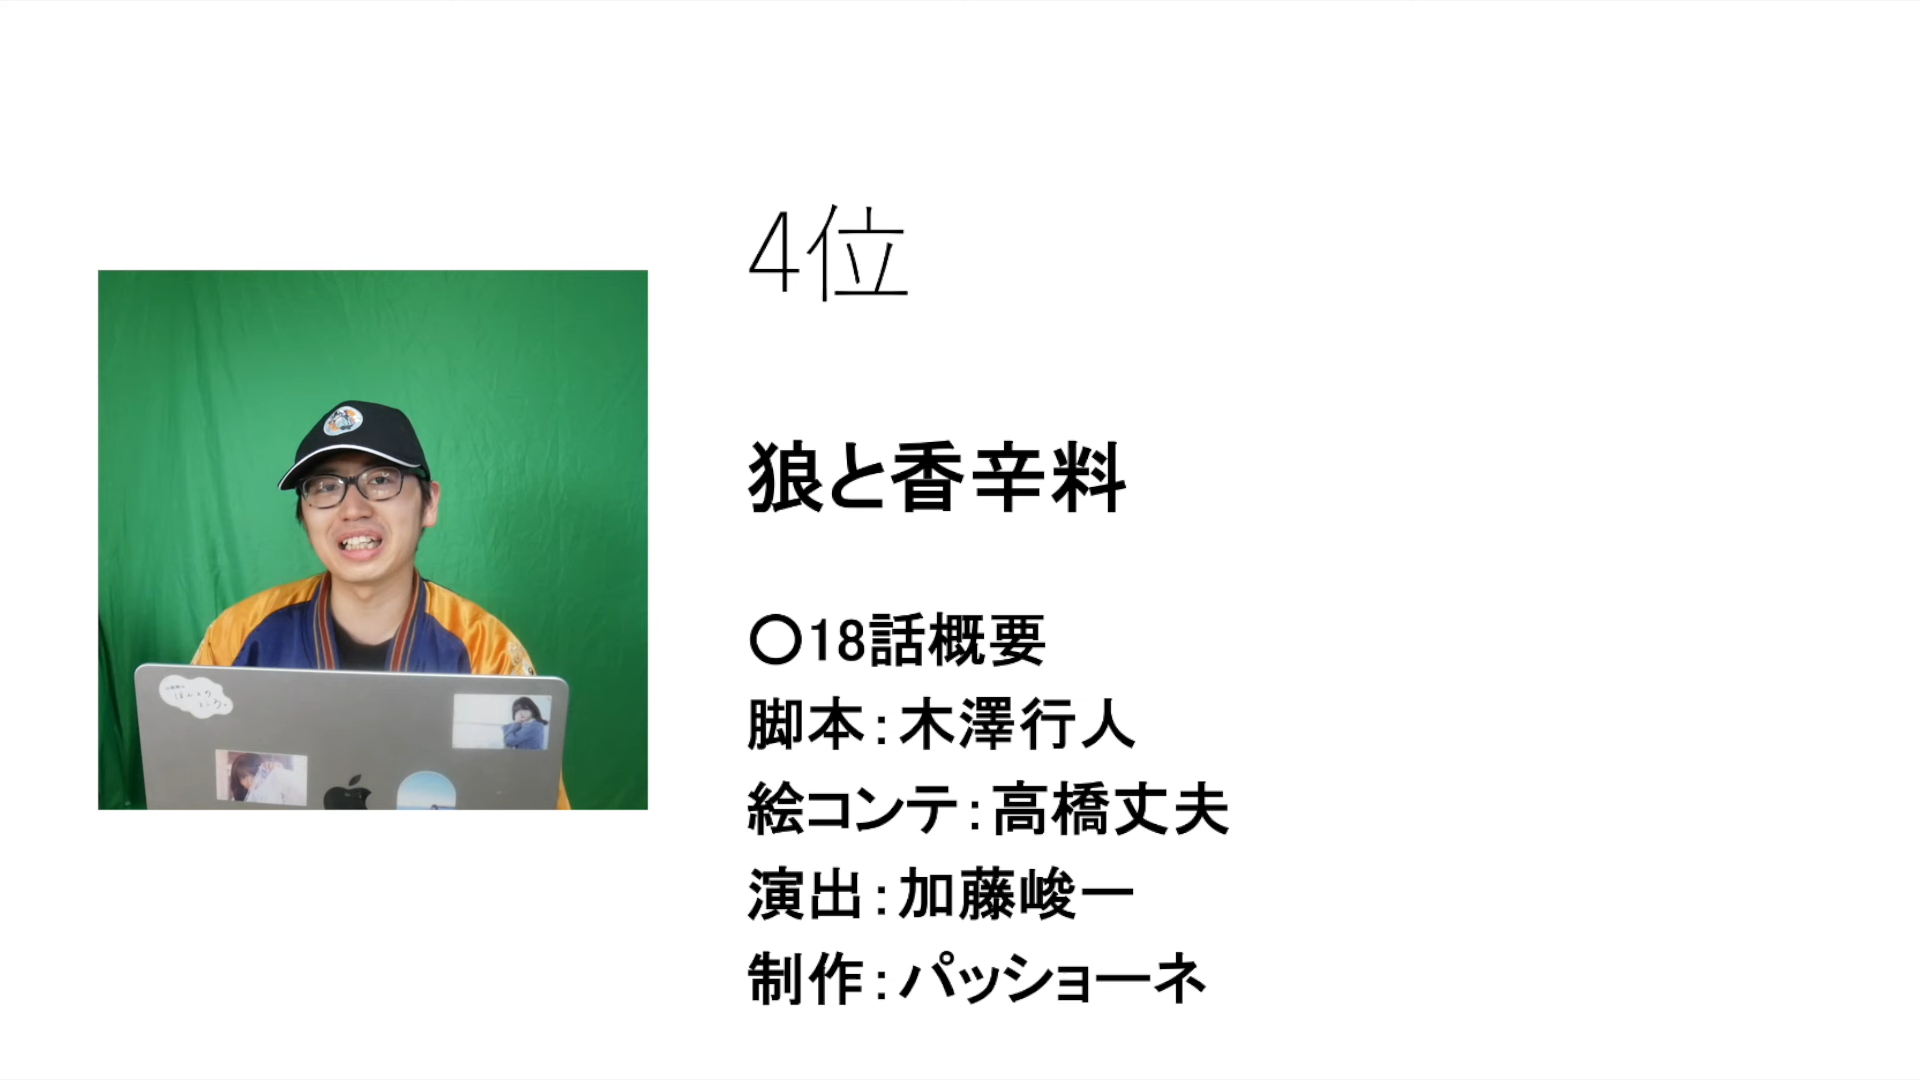 4位
狼と香辛料
〇18話概要
脚本：木澤行人
絵コンテ：高橋丈夫
演出：加藤峻一
制作：パッショーネ